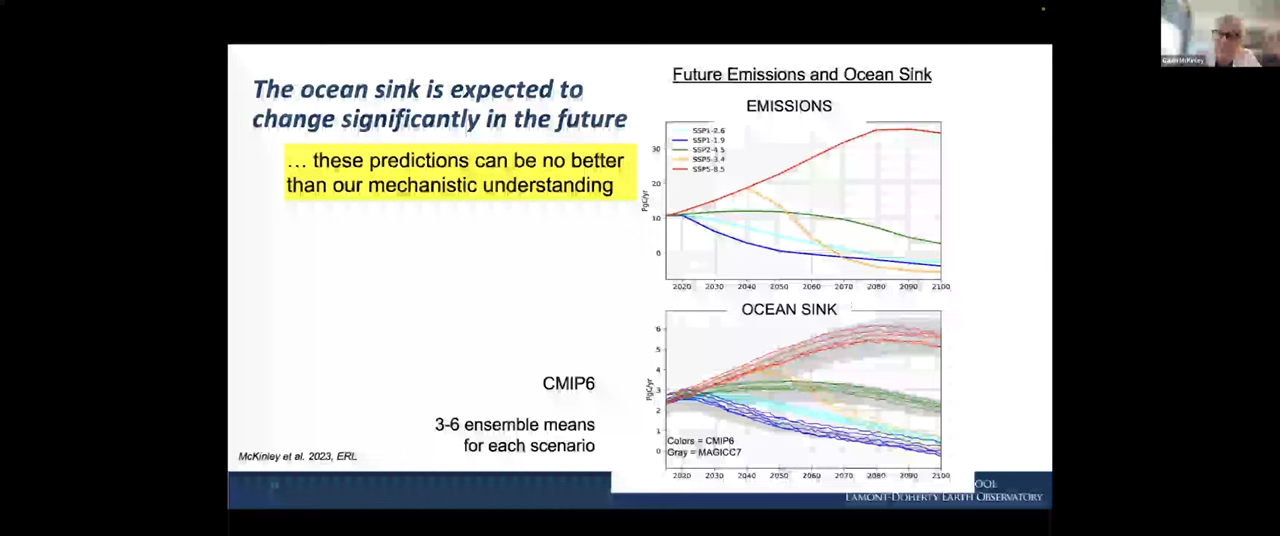 Galen McKinley
The ocean sink is expected to
change significantly in the future
… these predictions can be no better
than our mechanistic understanding
CMIP6
3-6 ensemble means
for each scenario
McKinley et al. 2023, ERL
Future Emissions and Ocean Sink
EMISSIONS
SSP1-2.6
SSP1-1.9
SSP2-4.5
SSP5-3.4
SSP5-8.5
PgC/yr
30
20
10
0
2020 2030 2040 2050 2060 2070 2080 2090 2100
OCEAN SINK
PgC/yr
6
5
4
3
2
1
0
Colors = CMIP6
Gray = MAGICC7
2020 2030 2040 2050 2060 2070 2080 2090 2100
OOL
LAMONT-DOHERTY EARTH OBSERVATORY